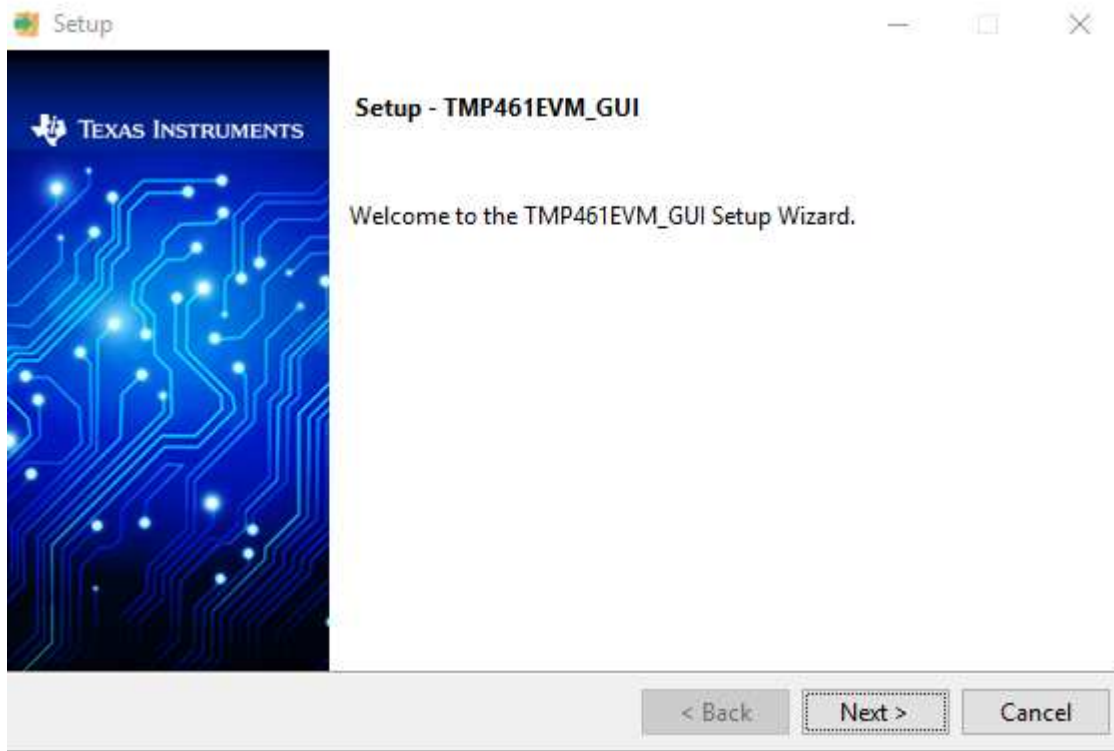 Setup
TEXAS INSTRUMENTS
Setup - TMP461EVM_GUI
Welcome to the TMP461EVM_GUI Setup Wizard.
< Back
Next >
Cancel